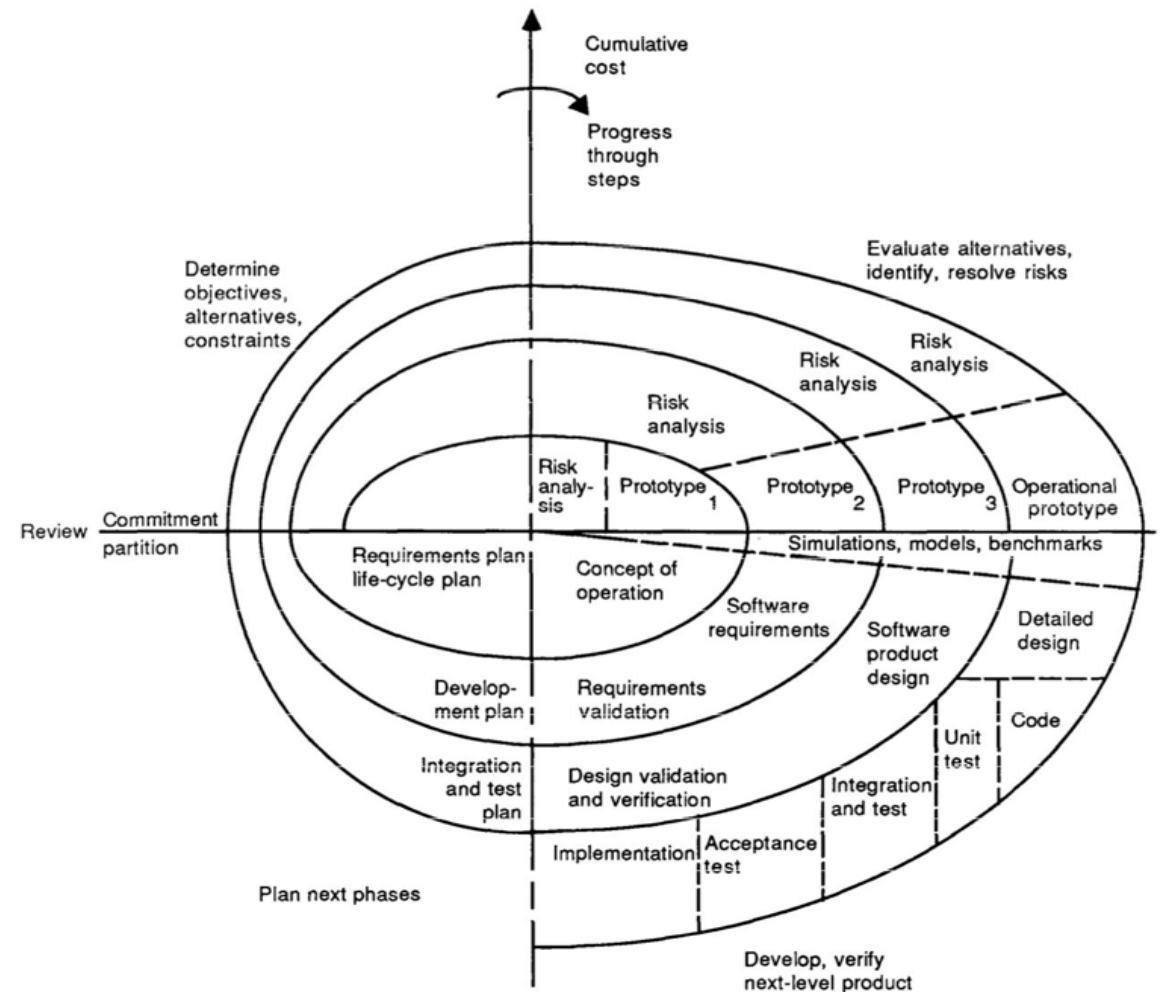 Cumulative
cost
Progress
through
steps
Evaluate alternatives,
identify, resolve risks
Determine
objectives,
alternatives,
constraints
Risk
analysis
Risk
analysis
Risk
analysis
Risk
analy-
sis
Prototype 1
Prototype 2
Prototype 3
Operational
prototype
Review
Commitment
partition
Simulations, models, benchmarks
Requirements plan
life-cycle plan
Concept of
operation
Software
requirements
Software
product
design
Detailed
design
Develop-
ment plan
Requirements
validation
Code
Unit
test
Integration
and test
plan
Design validation
and verification
Integration
and test
Acceptance
test
Implementation
Plan next phases
Develop, verify
next-level product